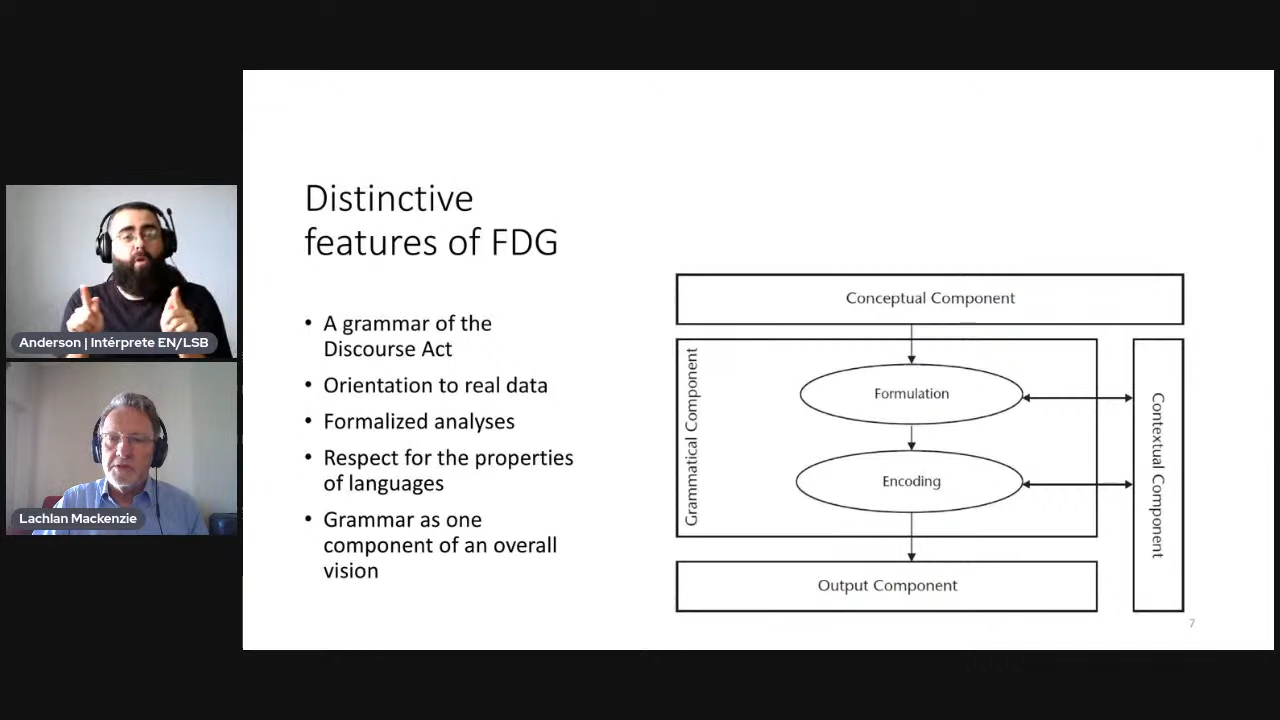 Distinctive
features of FDG
• A grammar of the
Discourse Act
• Orientation to real data
• Formalized analyses
• Respect for the properties
of languages
• Grammar as one
component of an overall
vision
Conceptual Component
Grammatical Component
Formulation
Encoding
Contextual Component
Output Component
7
Anderson | Intérprete EN/LSB
Lachlan Mackenzie